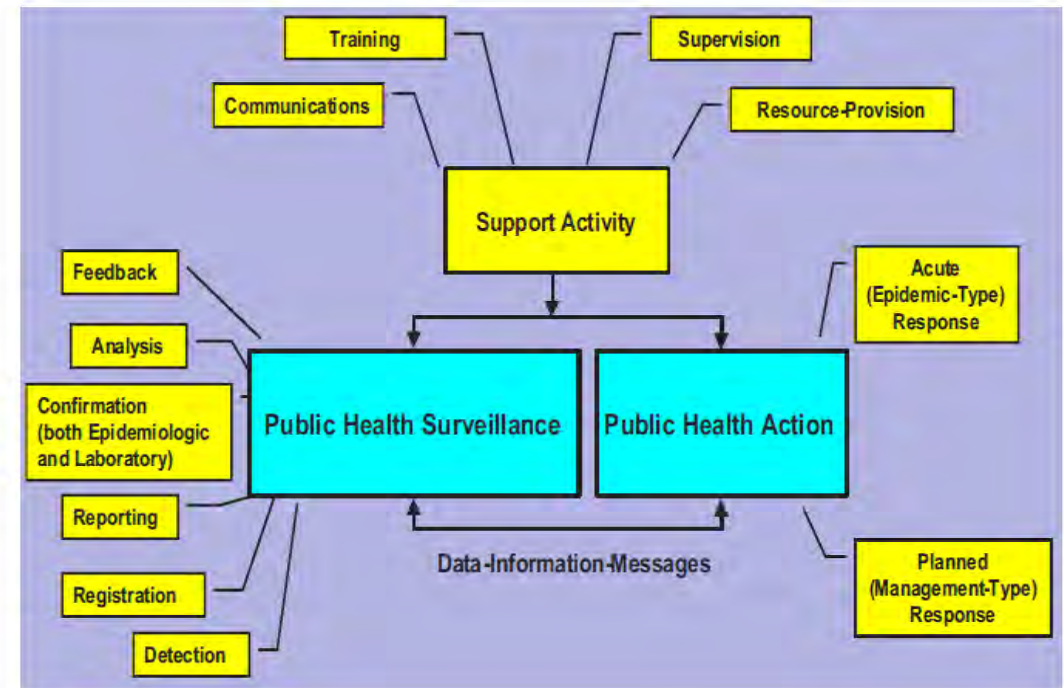 Training
Supervision
Communications
Resource-Provision
Support Activity
Feedback
Analysis
Confirmation
(both Epidemiologic
and Laboratory)
Reporting
Registration
Detection
Public Health Surveillance
Public Health Action
Acute
(Epidemic-Type)
Response
Data-Information-Messages
Planned
(Management-Type)
Response